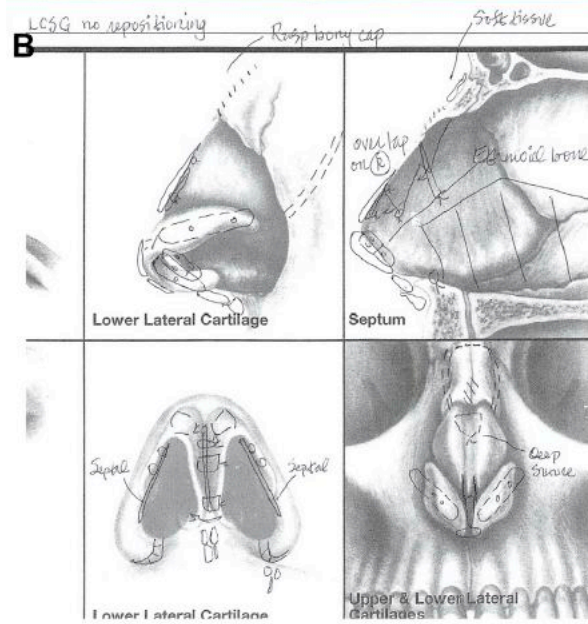 LCSG no repositioning
Rasp bony cap
Soft tissue
B
overlap
on R
Ethmoid bone
Lower Lateral Cartilage
Septum
Septal
Septal
Deep
go
Lower Lateral Cartilage
Upper & Lower Lateral
Cartilages